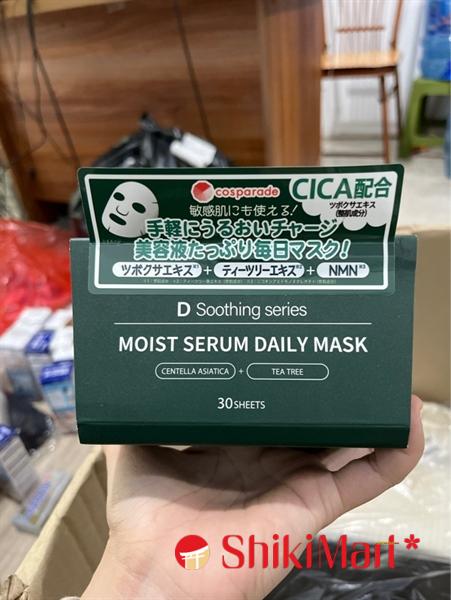 cosparade
CICA配合
ツボクサエキス
(整肌成分)
敏感肌にも使える!
手軽にうるおいチャージ
美容液たっぷり毎日マスク!
ツボクサエキス※1 + ティーツリーエキス※2 + NMN※3
D Soothing series
MOIST SERUM DAILY MASK
CENTELLA ASIATICA + TEA TREE
30SHEETS
ShikiMart*